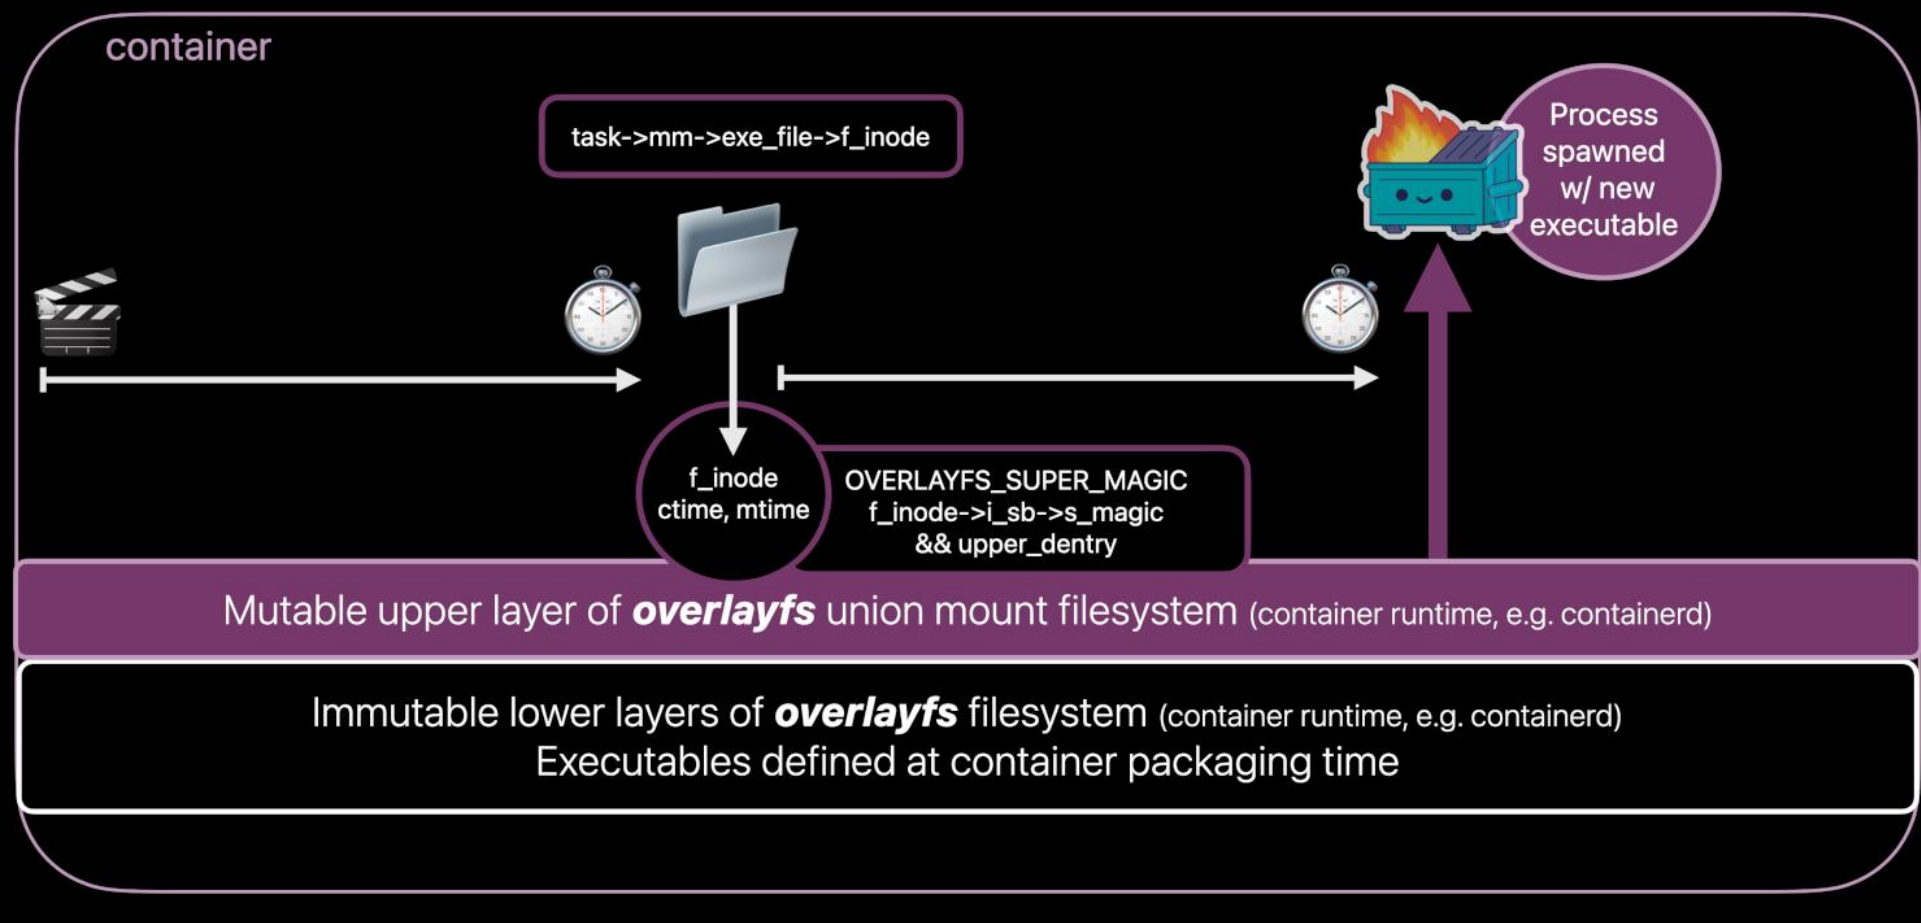 container
task->mm->exe_file->f_inode
Process
spawned
w/ new
executable
f_inode
ctime, mtime
OVERLAYFS_SUPER_MAGIC
f_inode->i_sb->s_magic
&& upper_dentry
Mutable upper layer of overlayfs union mount filesystem (container runtime, e.g. containerd)
Immutable lower layers of overlayfs filesystem (container runtime, e.g. containerd)
Executables defined at container packaging time